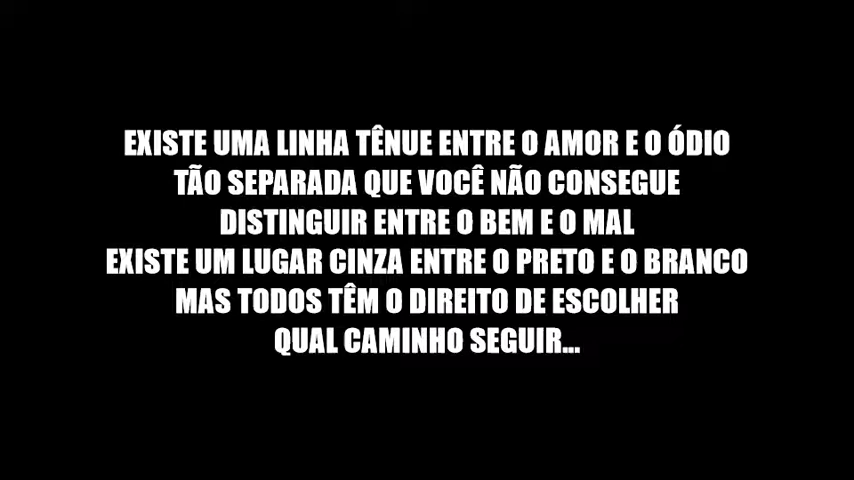 EXISTE UMA LINHA TÊNUE ENTRE O AMOR E O ÓDIO
TÃO SEPARADA QUE VOCÊ NÃO CONSEGUE
DISTINGUIR ENTRE O BEM E O MAL
EXISTE UM LUGAR CINZA ENTRE O PRETO E O BRANCO
MAS TODOS TÊM O DIREITO DE ESCOLHER
QUAL CAMINHO SEGUIR...